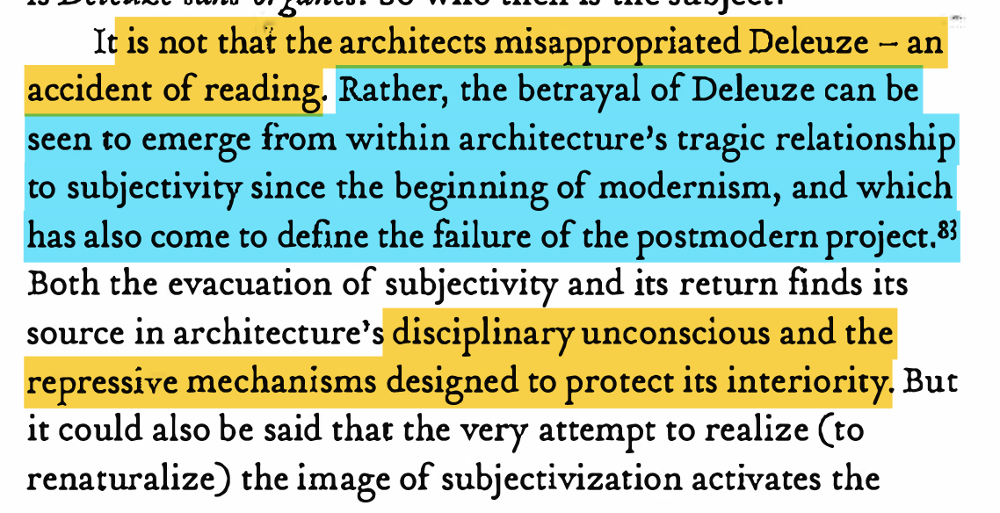 is Deleuze sans organes. So who then is the subject?
It is not that the architects misappropriated Deleuze – an
accident of reading. Rather, the betrayal of Deleuze can be
seen to emerge from within architecture's tragic relationship
to subjectivity since the beginning of modernism, and which
has also come to define the failure of the postmodern project.83
Both the evacuation of subjectivity and its return finds its
source in architecture's disciplinary unconscious and the
repressive mechanisms designed to protect its interiority. But
it could also be said that the very attempt to realize (to
renaturalize) the image of subjectivization activates the